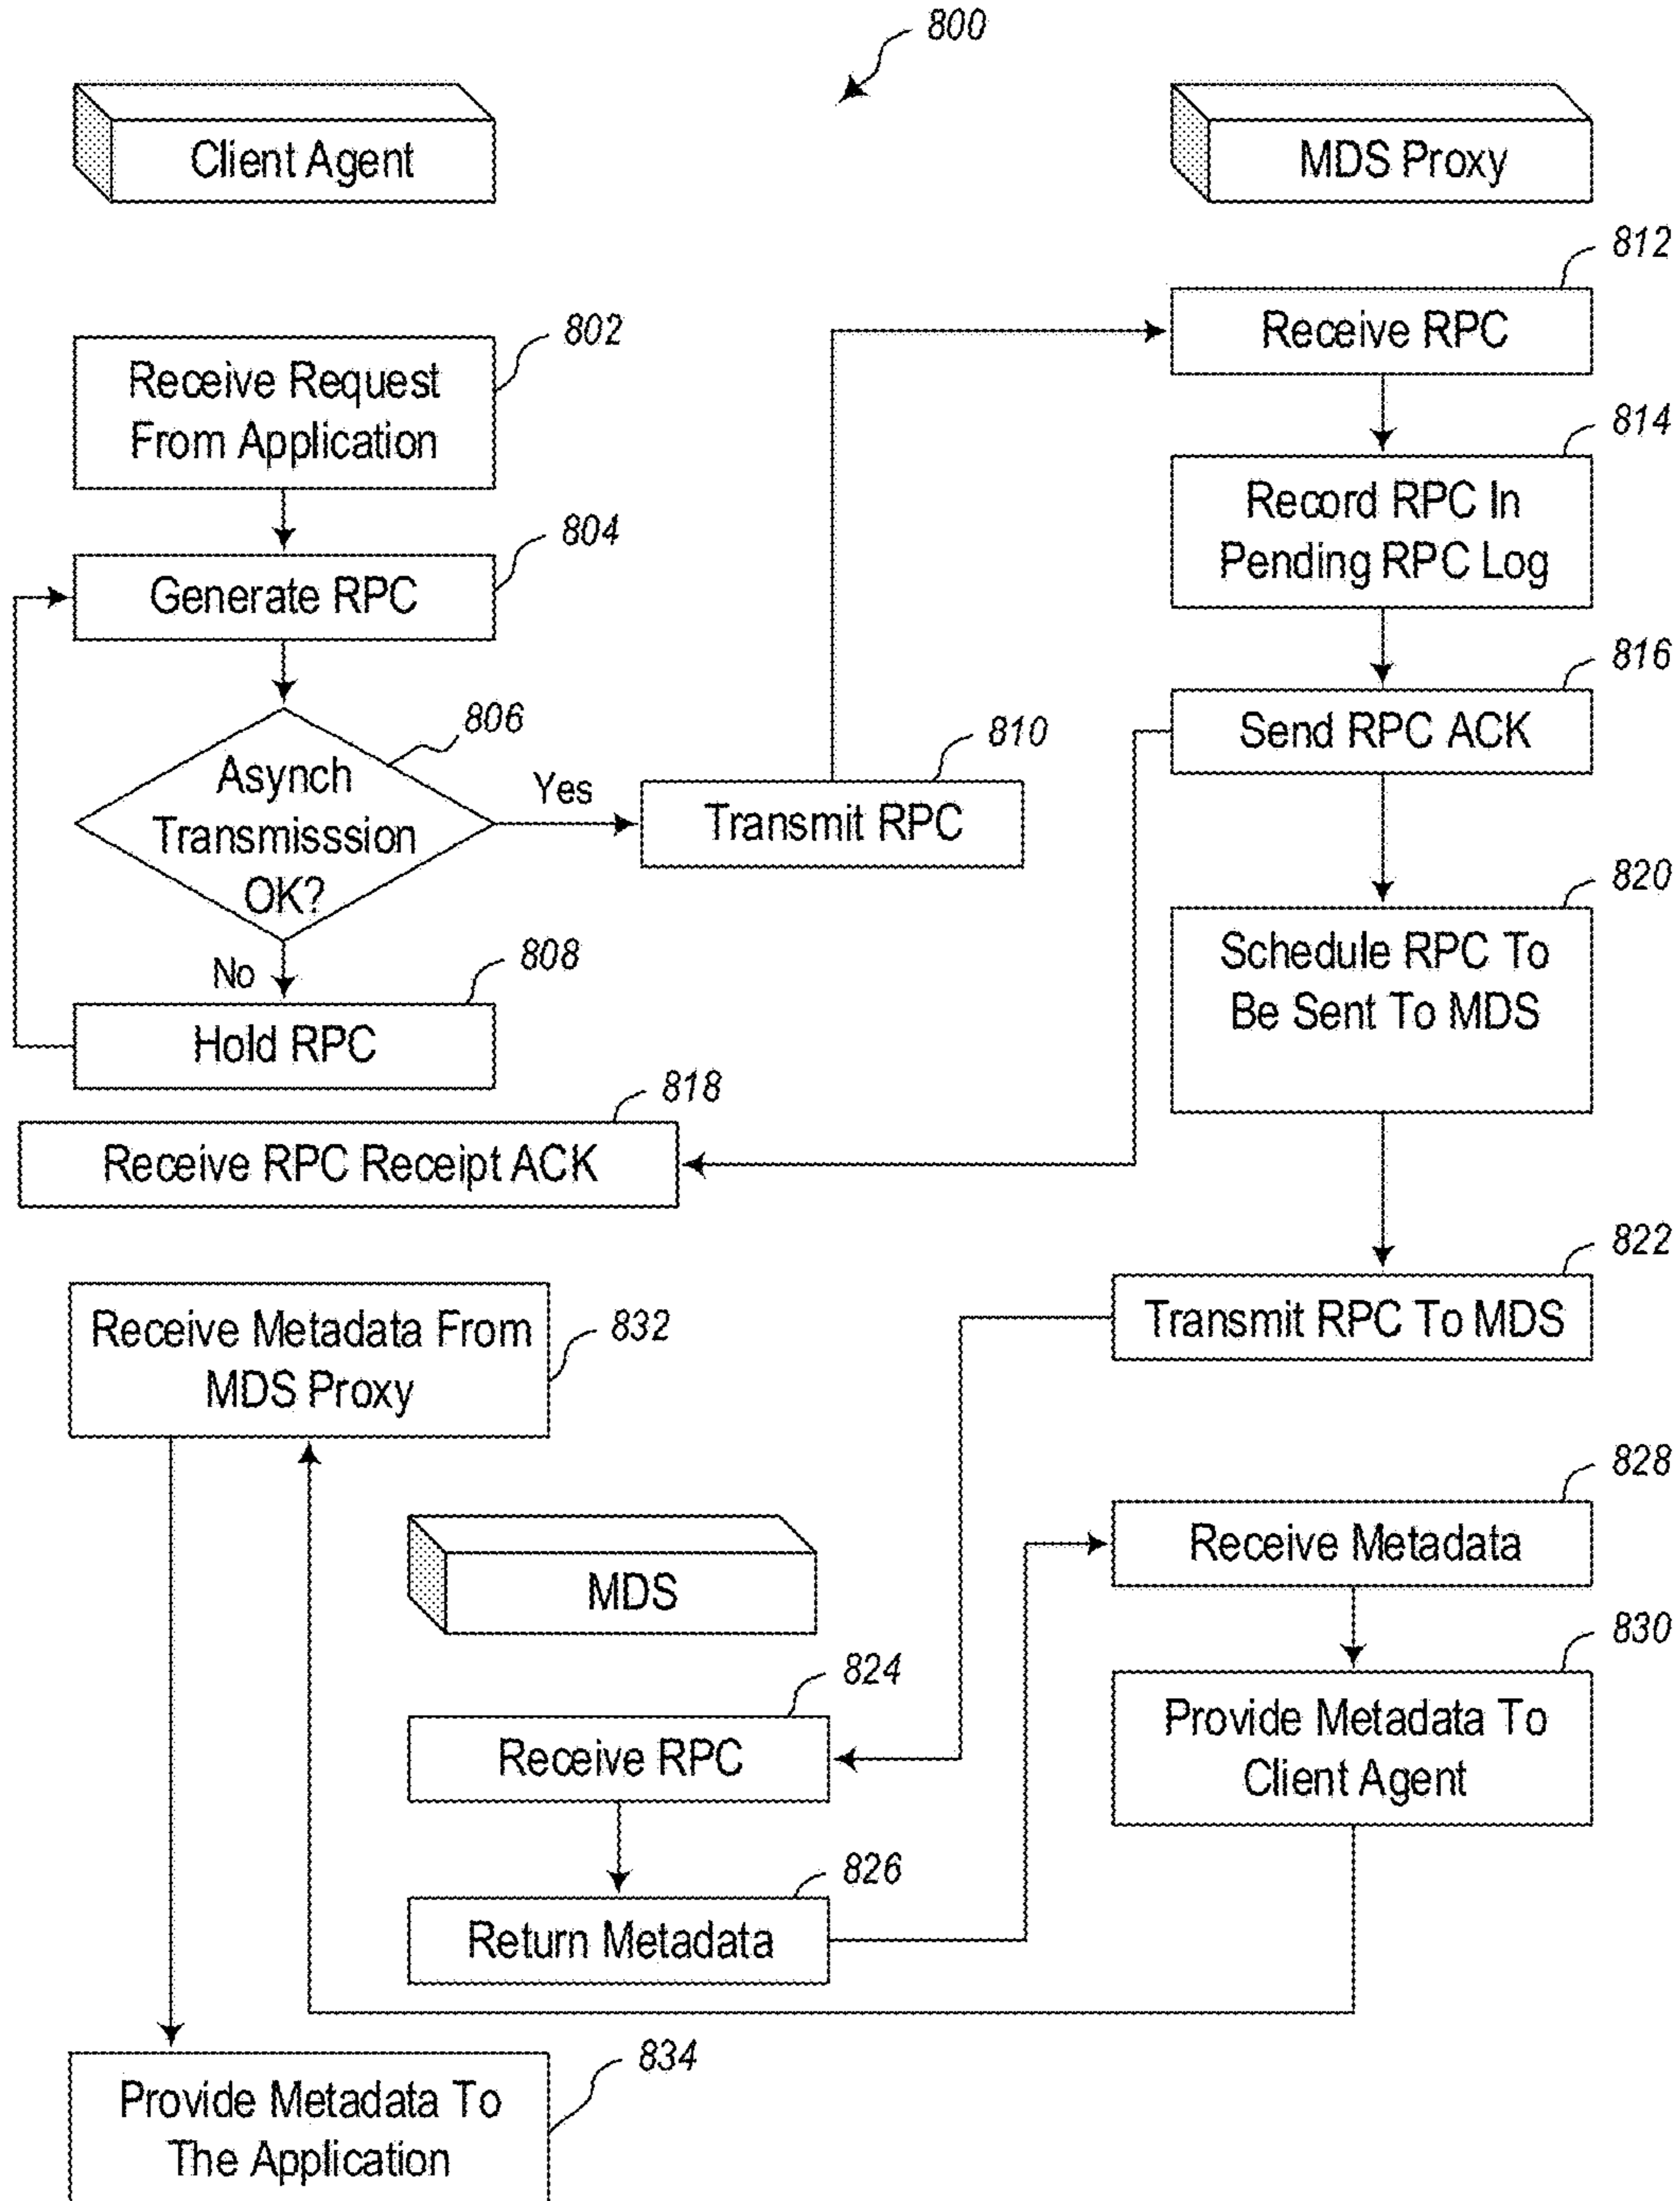 800
Client Agent
MDS Proxy
802
Receive Request
From Application
804
Generate RPC
806
Asynch
Transmisssion
OK?
Yes
810
Transmit RPC
No
808
Hold RPC
812
Receive RPC
814
Record RPC In
Pending RPC Log
816
Send RPC ACK
818
Receive RPC Receipt ACK
820
Schedule RPC To
Be Sent To MDS
822
Transmit RPC To MDS
832
Receive Metadata From
MDS Proxy
MDS
824
Receive RPC
826
Return Metadata
828
Receive Metadata
830
Provide Metadata To
Client Agent
834
Provide Metadata To
The Application